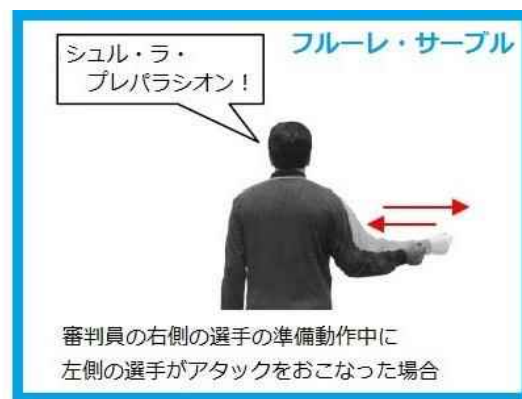 フルーレ・サーブル
シュル・ラ・
プレパラシオン！
審判員の右側の選手の準備動作中に
左側の選手がアタックをおこなった場合